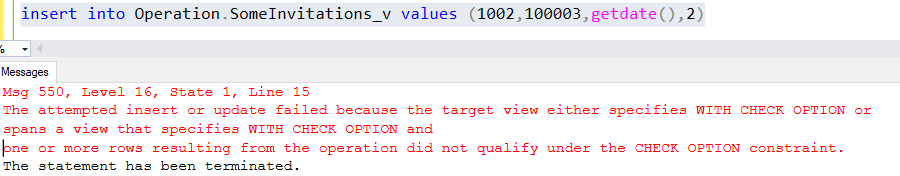 insert into Operation.SomeInvitations_v values (1002,100003,getdate(),2)
%
Messages
Msg 550, Level 16, State 1, Line 15
The attempted insert or update failed because the target view either specifies WITH CHECK OPTION or
spans a view that specifies WITH CHECK OPTION and
one or more rows resulting from the operation did not qualify under the CHECK OPTION constraint.
The statement has been terminated.